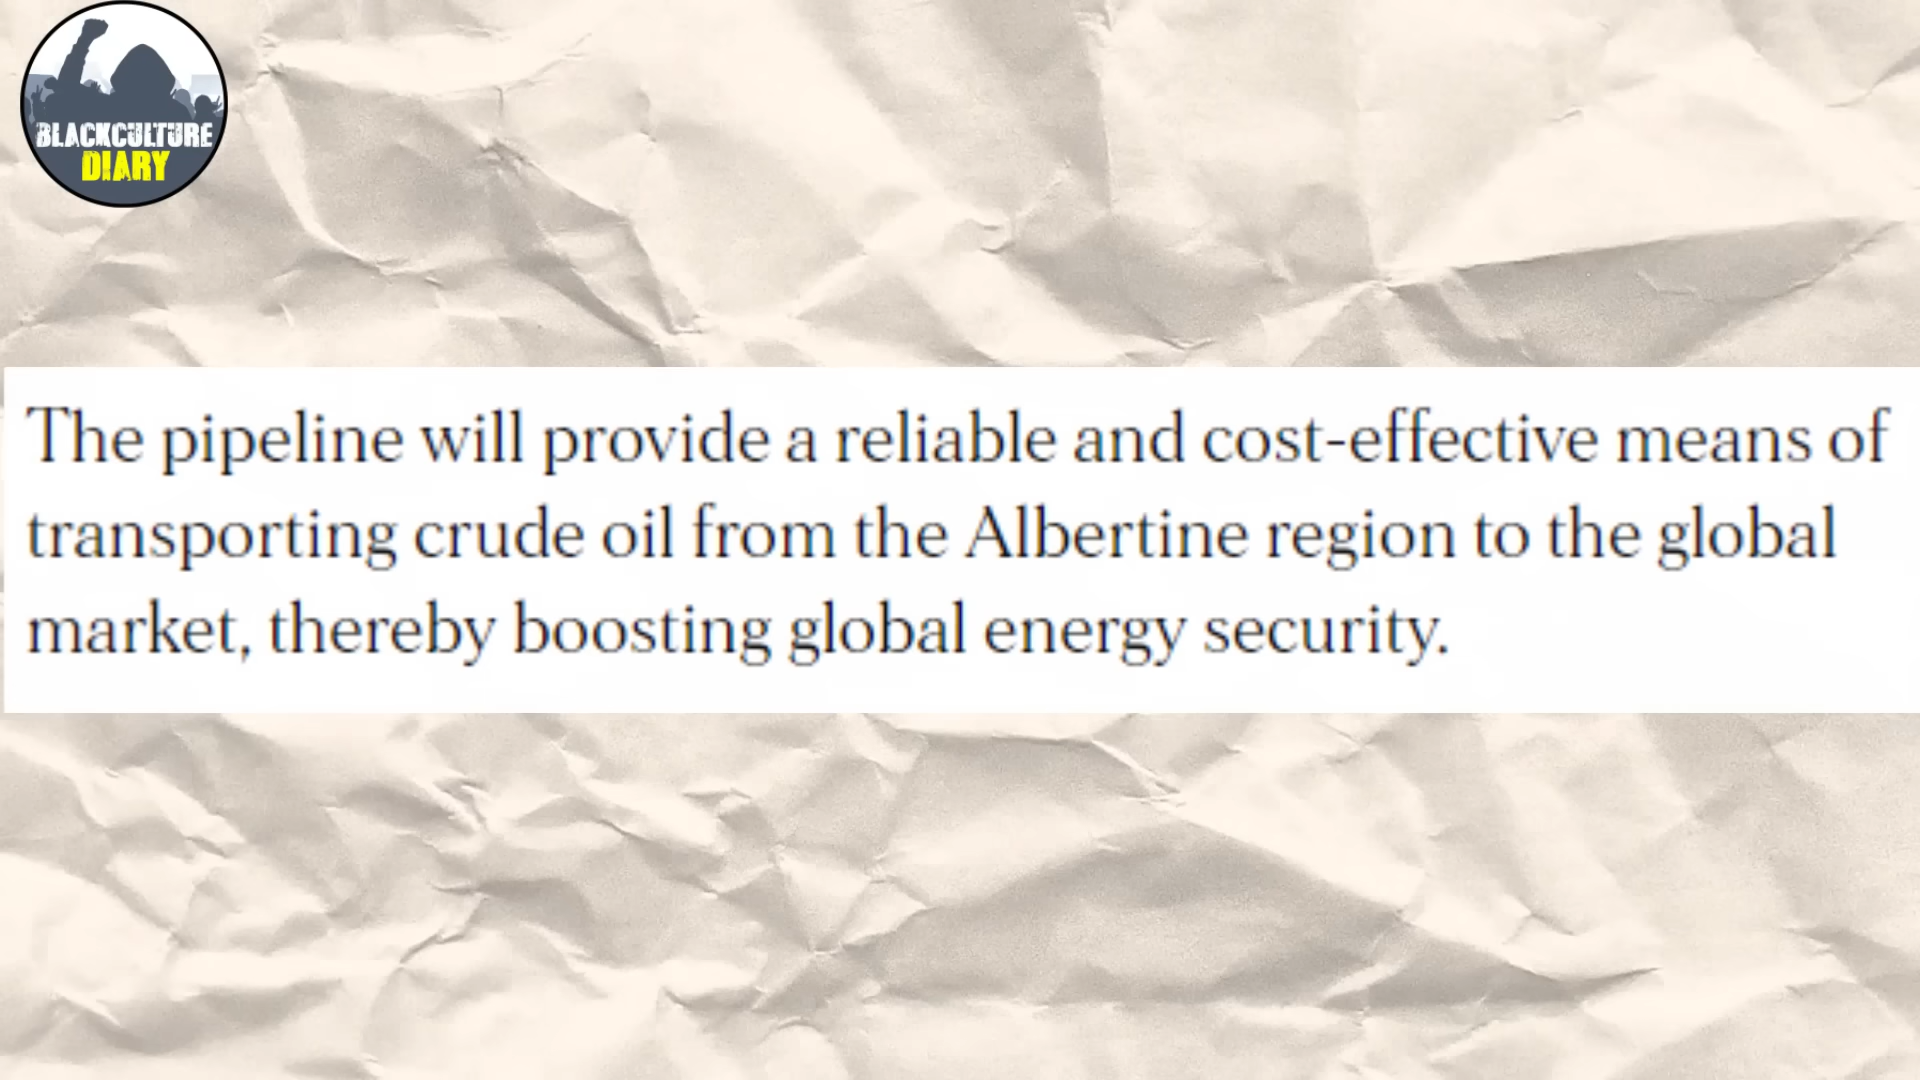 BLACKCULTURE
DIARY
The pipeline will provide a reliable and cost-effective means of
transporting crude oil from the Albertine region to the global
market, thereby boosting global energy security.